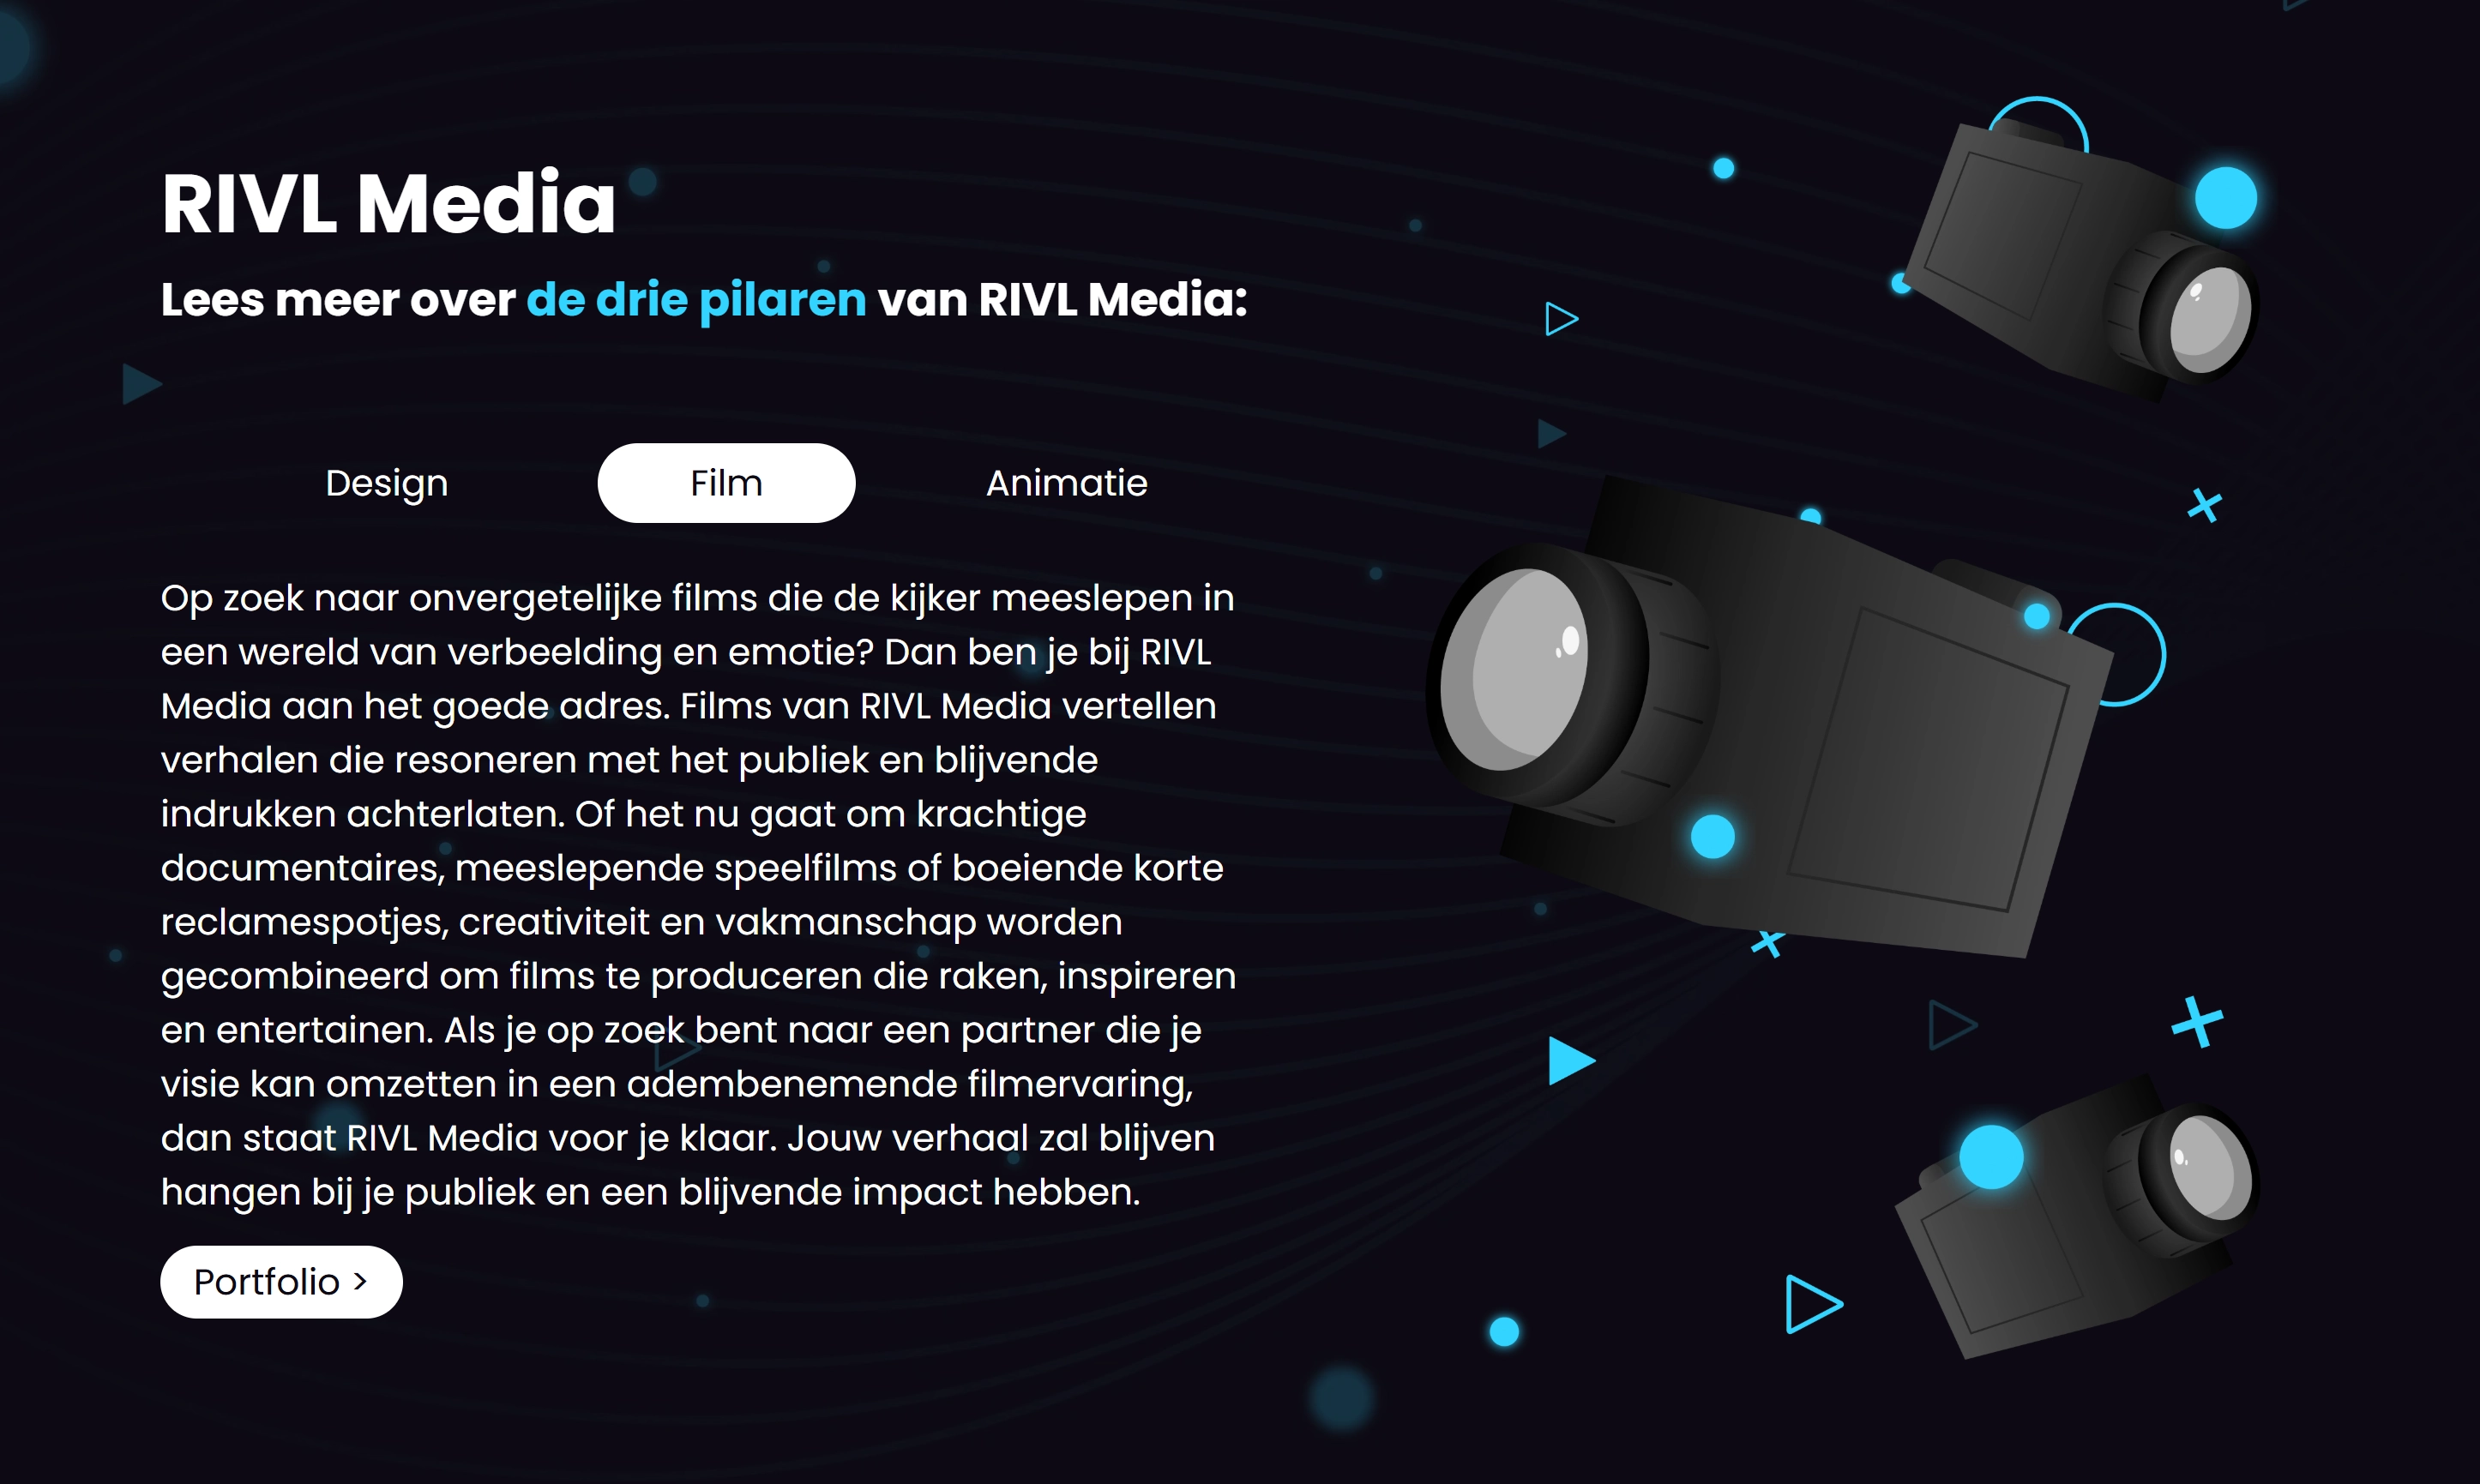 RIVL Media
Lees meer over de drie pilaren van RIVL Media:
Design
Film
Animatie
Op zoek naar onvergetelijke films die de kijker meeslepen in
een wereld van verbeelding en emotie? Dan ben je bij RIVL
Media aan het goede adres. Films van RIVL Media vertellen
verhalen die resoneren met het publiek en blijvende
indrukken achterlaten. Of het nu gaat om krachtige
documentaires, meeslepende speelfilms of boeiende korte
reclamespotjes, creativiteit en vakmanschap worden
gecombineerd om films te produceren die raken, inspireren
en entertainen. Als je op zoek bent naar een partner die je
visie kan omzetten in een adembenemende filmervaring,
dan staat RIVL Media voor je klaar. Jouw verhaal zal blijven
hangen bij je publiek en een blijvende impact hebben.
Portfolio >